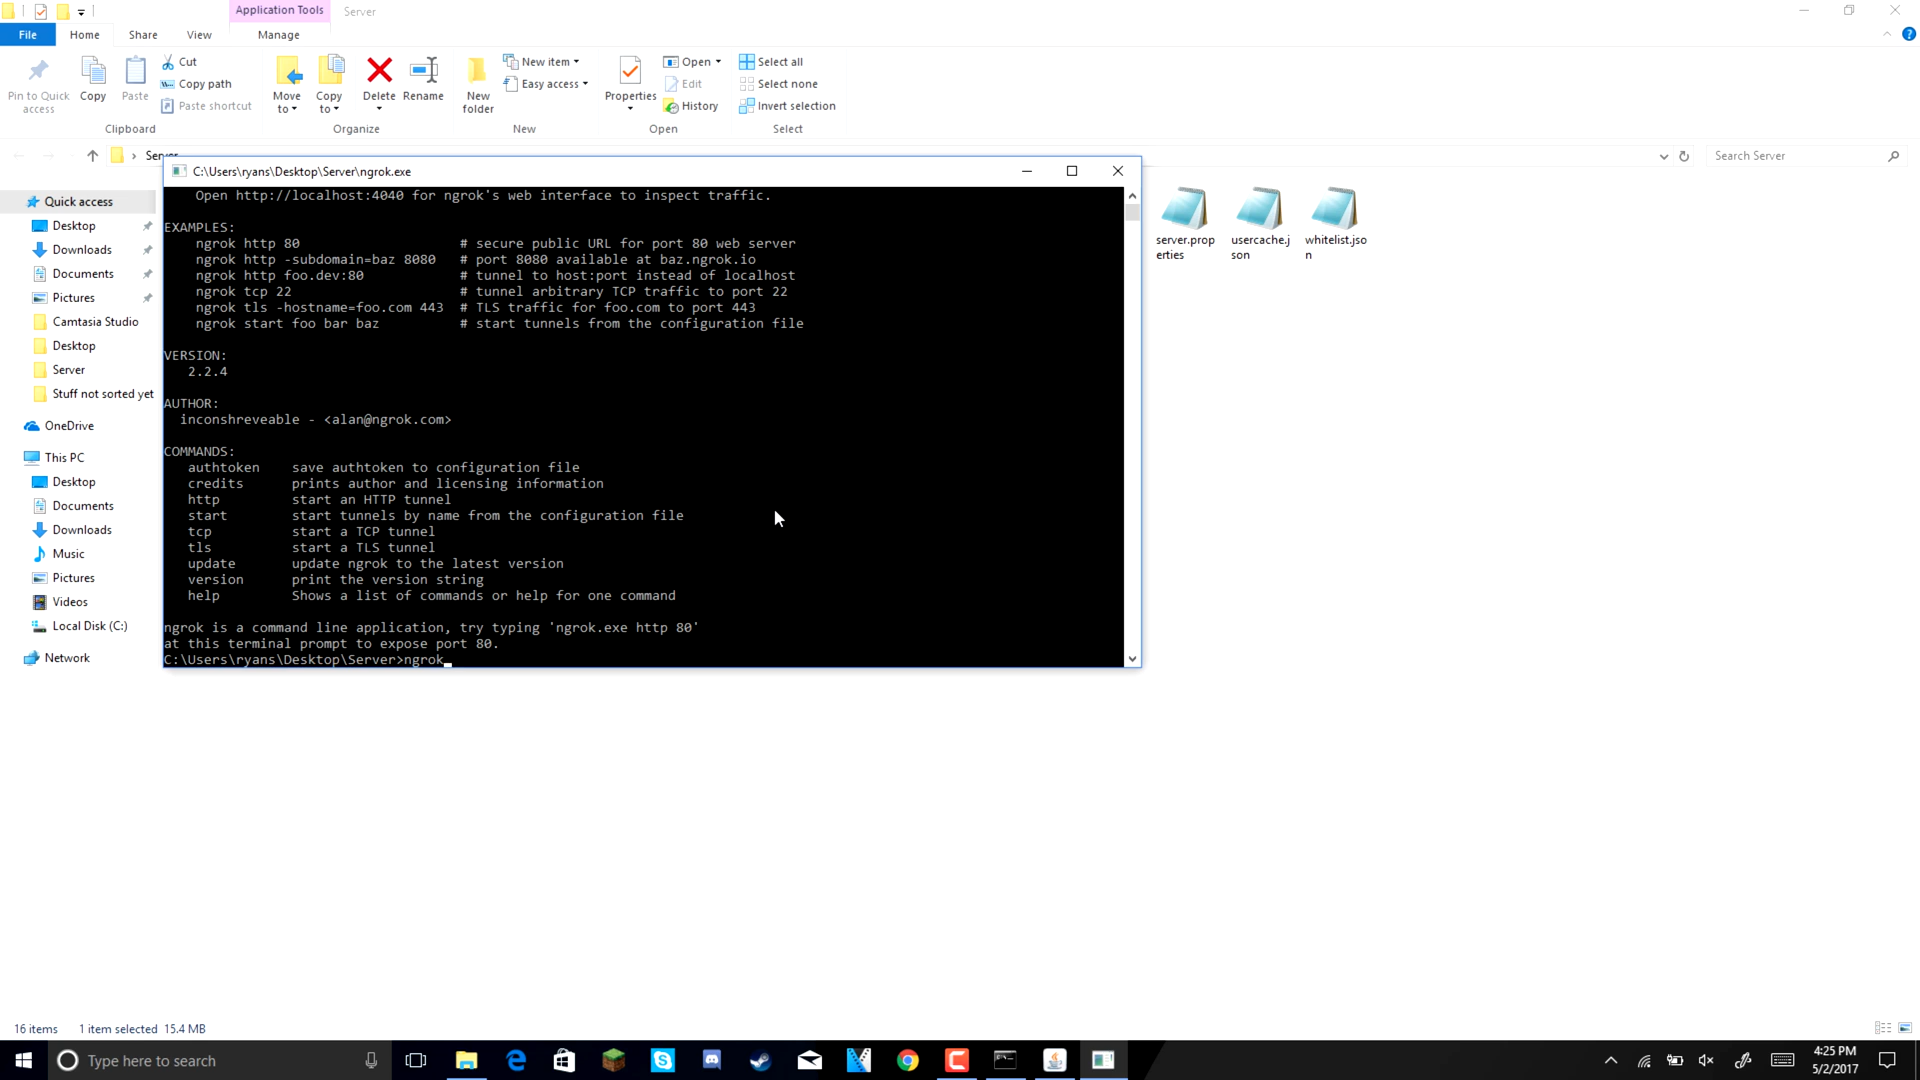 Application Tools
Server
File
Home
Share
View
Manage
Pin to Quick
access
Copy
Paste
Cut
Copy path
Paste shortcut
Clipboard
Move
to
Copy
to
Delete
Rename
Organize
New
folder
New item
Easy access
New
Properties
Open
Edit
History
Open
Select all
Select none
Invert selection
Select
Server
Search Server
Quick access
Desktop
Downloads
Documents
Pictures
Camtasia Studio
Desktop
Server
Stuff not sorted yet
OneDrive
This PC
Desktop
Documents
Downloads
Music
Pictures
Videos
Local Disk (C:)
Network
C:\Users\ryans\Desktop\Server\ngrok.exe
Open http://localhost:4040 for ngrok's web interface to inspect traffic.
EXAMPLES:
ngrok http 80 # secure public URL for port 80 web server
ngrok http -subdomain=baz 8080 # port 8080 available at baz.ngrok.io
ngrok http foo.dev:80 # tunnel to host:port instead of localhost
ngrok tcp 22 # tunnel arbitrary TCP traffic to port 22
ngrok tls -hostname=foo.com 443 # TLS traffic for foo.com to port 443
ngrok start foo bar baz # start tunnels from the configuration file
VERSION:
2.2.4
AUTHOR:
inconshreveable - <alan@ngrok.com>
COMMANDS:
authtoken save authtoken to configuration file
credits prints author and licensing information
http start an HTTP tunnel
start start tunnels by name from the configuration file
tcp start a TCP tunnel
tls start a TLS tunnel
update update ngrok to the latest version
version print the version string
help Shows a list of commands or help for one command
ngrok is a command line application, try typing 'ngrok.exe http 80'
at this terminal prompt to expose port 80.
C:\Users\ryans\Desktop\Server>ngrok_
server.prop
erties
usercache.j
son
whitelist.jso
n
16 items 1 item selected 15.4 MB
Type here to search
4:25 PM
5/2/2017